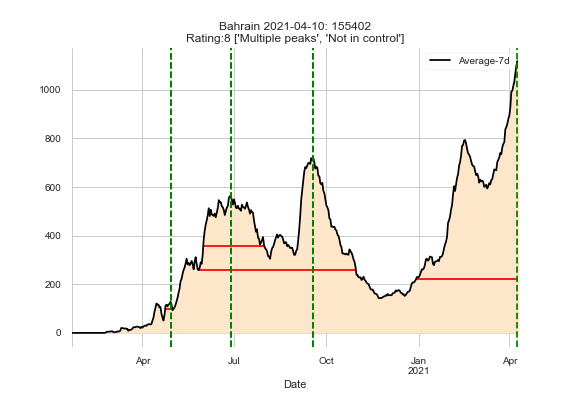 Bahrain 2021-04-10: 155402
Rating:8 ['Multiple peaks', 'Not in control']
Average-7d
1000
800
600
400
200
0
Apr
Jul
Oct
Jan
2021
Apr
Date